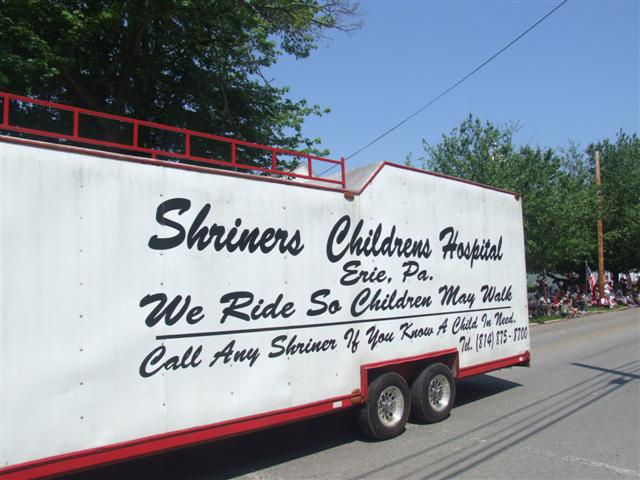 Shriners Childrens Hospital
Erie, Pa.
We Ride So Children May Walk
Call Any Shriner If You Know A Child In Need.
Tel. (814) 875-8700